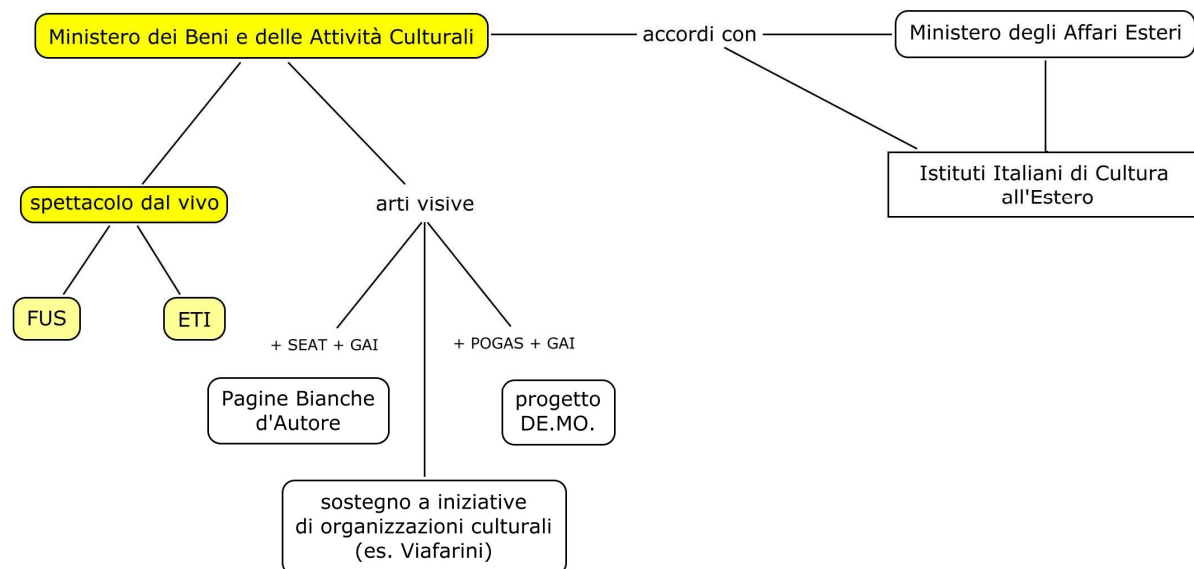 Ministero dei Beni e delle Attività Culturali
accordi con
Ministero degli Affari Esteri
Istituti Italiani di Cultura
all'Estero
spettacolo dal vivo
arti visive
FUS
ETI
+ SEAT + GAI
+ POGAS + GAI
Pagine Bianche
d'Autore
progetto
DE.MO.
sostegno a iniziative
di organizzazioni culturali
(es. Viafarini)